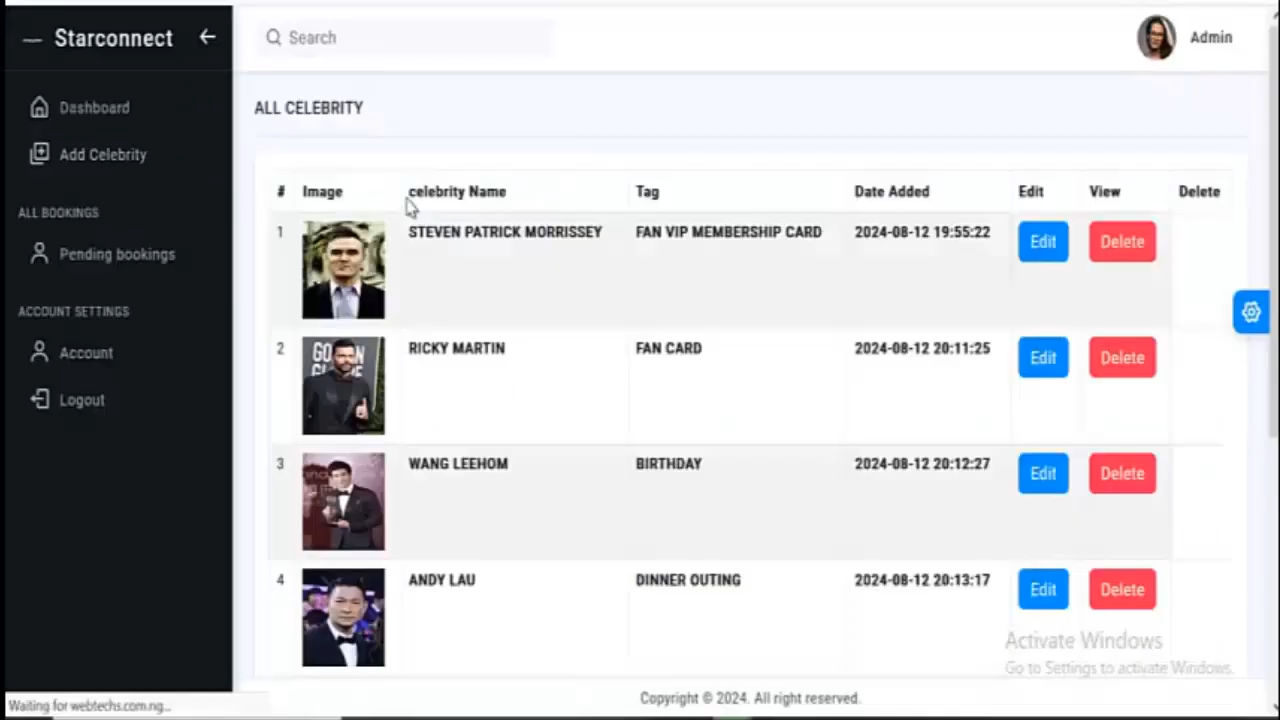 Starconnect
Search
Admin
Dashboard
Add Celebrity
ALL BOOKINGS
Pending bookings
ACCOUNT SETTINGS
Account
Logout
ALL CELEBRITY
# Image celebrity Name Tag Date Added Edit View Delete
1 STEVEN PATRICK MORRISSEY FAN VIP MEMBERSHIP CARD 2024-08-12 19:55:22 Edit Delete
2 RICKY MARTIN FAN CARD 2024-08-12 20:11:25 Edit Delete
3 WANG LEEHOM BIRTHDAY 2024-08-12 20:12:27 Edit Delete
4 ANDY LAU DINNER OUTING 2024-08-12 20:13:17 Edit Delete
Activate Windows
Go to Settings to activate Windows.
Copyright © 2024. All right reserved.
Waiting for webtechs.com.ng...